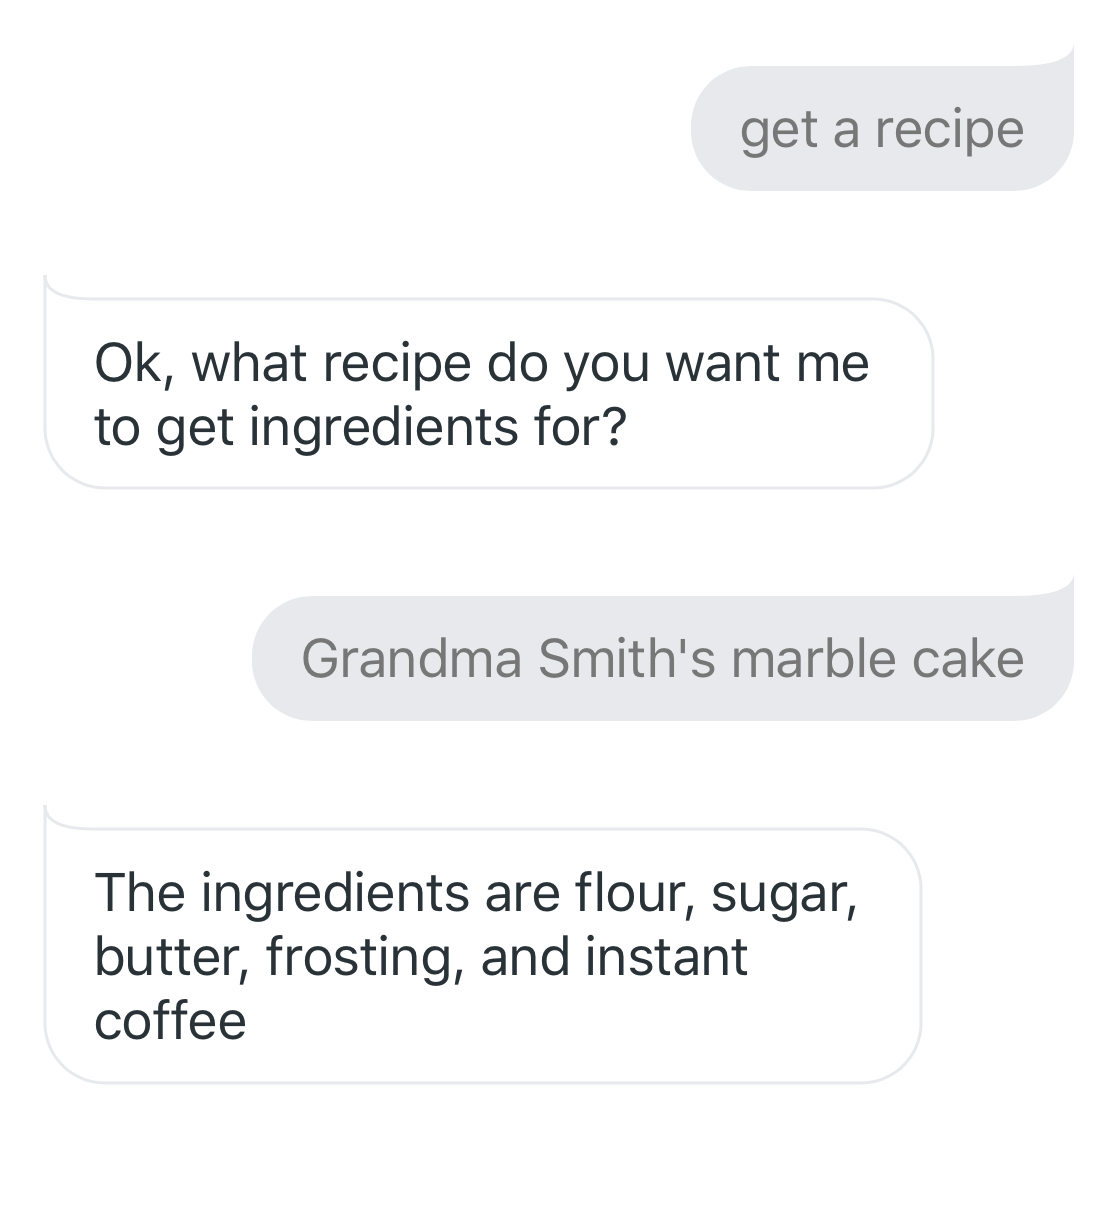 get a recipe
Ok, what recipe do you want me
to get ingredients for?
Grandma Smith's marble cake
The ingredients are flour, sugar,
butter, frosting, and instant
coffee